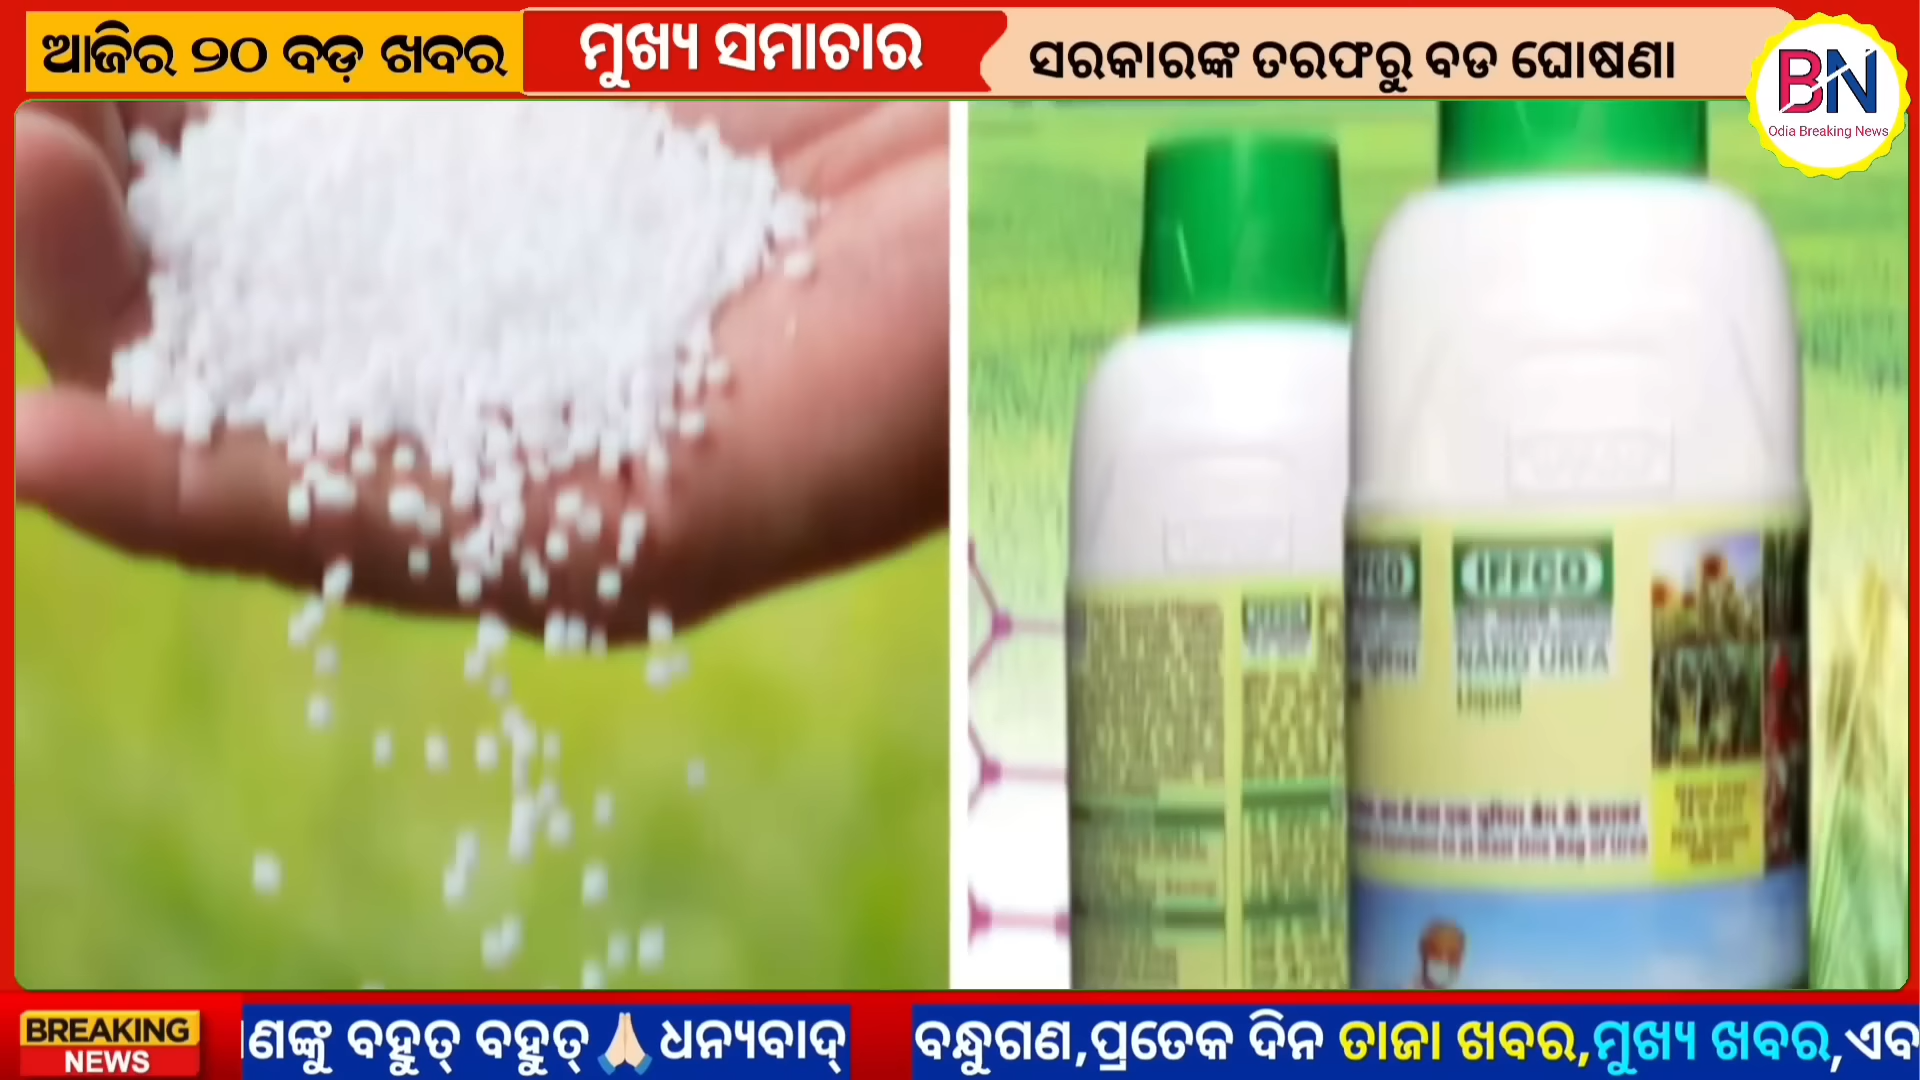 ଆଜିର ୨୦ ବଡ଼ ଖବର
ମୁଖ୍ୟ ସମାଚାର
ସରକାରଙ୍କ ତରଫରୁ ବଡ ଘୋଷଣା
BN
Odia Breaking News
IFFCO
NANO UREA
Liquid
BREAKING
NEWS
ଣଙ୍କୁ ବହୁତ୍ ବହୁତ୍🙏🏻ଧନ୍ୟବାଦ୍
ବନ୍ଧୁଗଣ,ପ୍ରତେକ ଦିନ ତାଜା ଖବର,ମୁଖ୍ୟ ଖବର,ଏବ